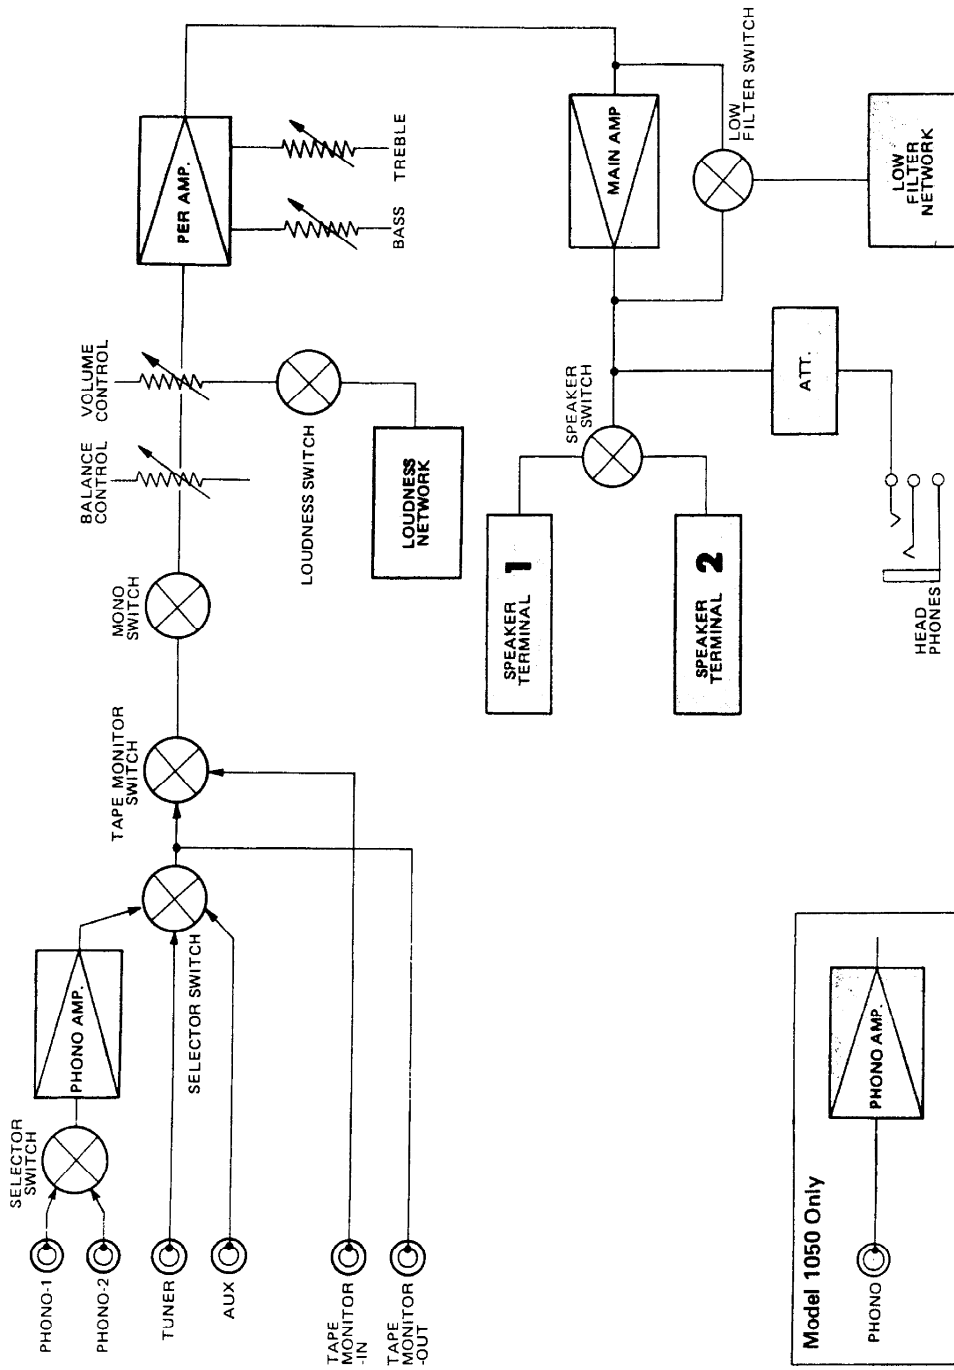 PHONO-1
PHONO-2
TUNER
AUX
TAPE
MONITOR
-IN
TAPE
MONITOR
-OUT
SELECTOR
SWITCH
PHONO AMP.
SELECTOR SWITCH
TAPE MONITOR
SWITCH
MONO
SWITCH
BALANCE
CONTROL
VOLUME
CONTROL
LOUDNESS SWITCH
LOUDNESS
NETWORK
PER AMP.
BASS
TREBLE
SPEAKER
TERMINAL
1
SPEAKER
TERMINAL
2
SPEAKER
SWITCH
MAIN AMP
LOW
FILTER SWITCH
LOW
FILTER
NETWORK
ATT.
HEAD
PHONES
Model 1050 Only
PHONO
PHONO AMP.